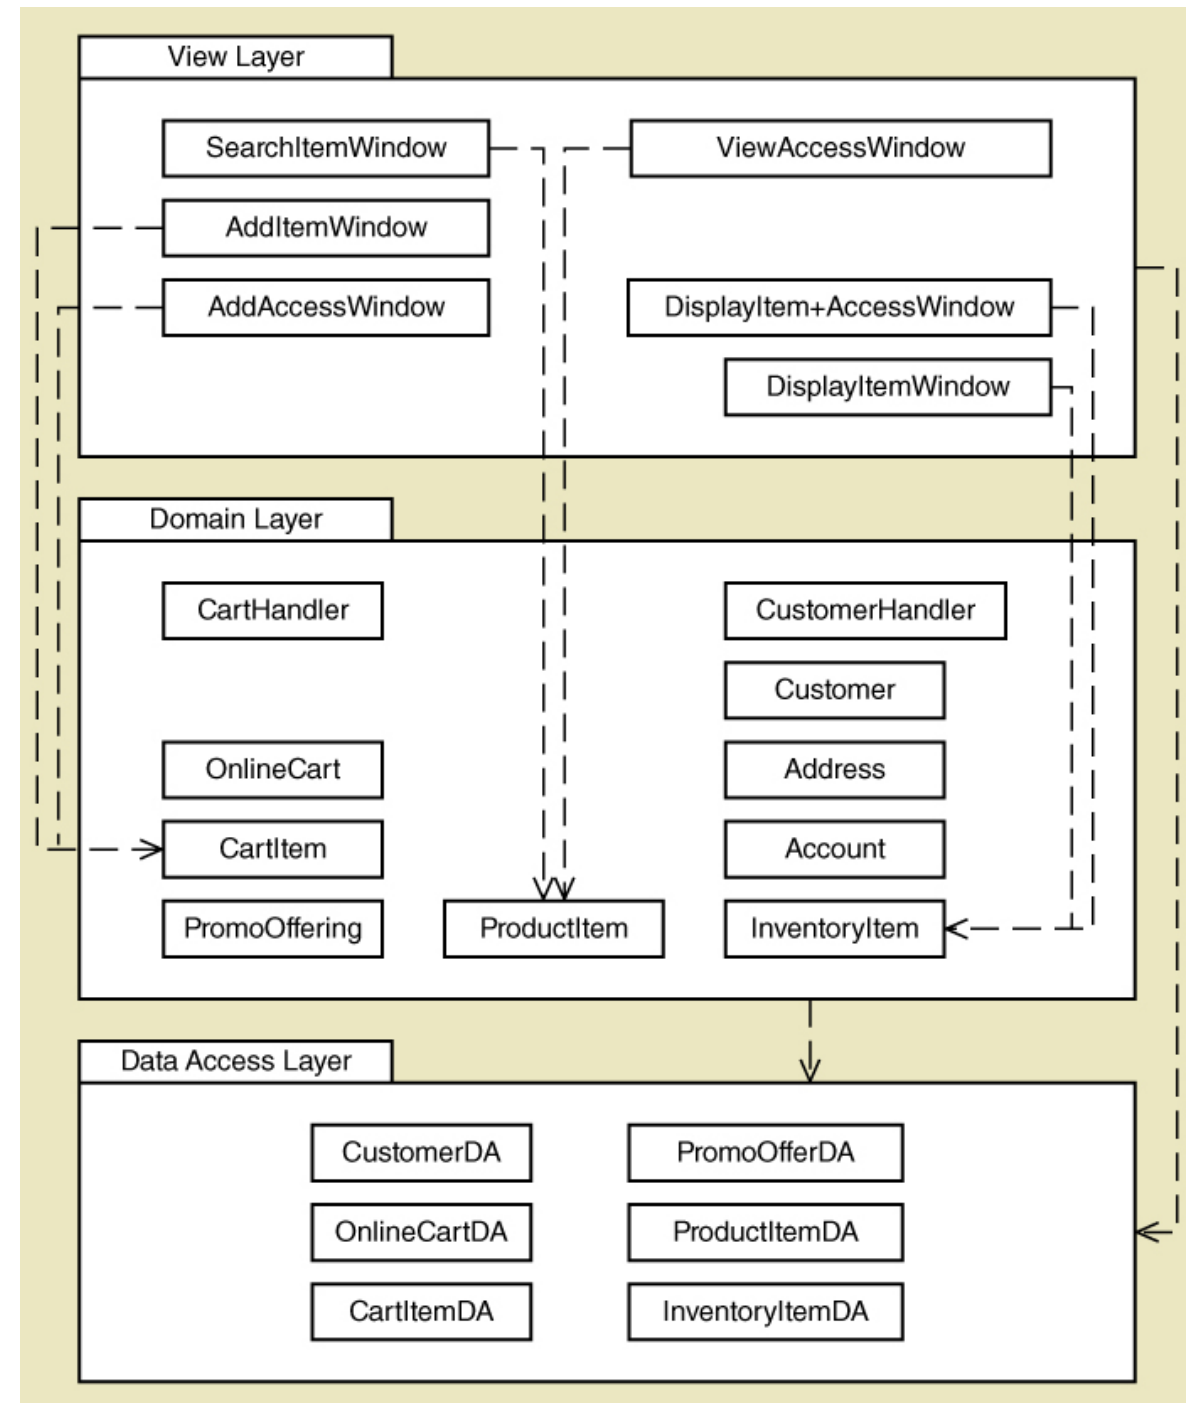 View Layer
SearchItemWindow
ViewAccessWindow
AddItemWindow
AddAccessWindow
DisplayItem+AccessWindow
DisplayItemWindow
Domain Layer
CartHandler
CustomerHandler
Customer
OnlineCart
Address
CartItem
Account
PromoOffering
ProductItem
InventoryItem
Data Access Layer
CustomerDA
PromoOfferDA
OnlineCartDA
ProductItemDA
CartItemDA
InventoryItemDA